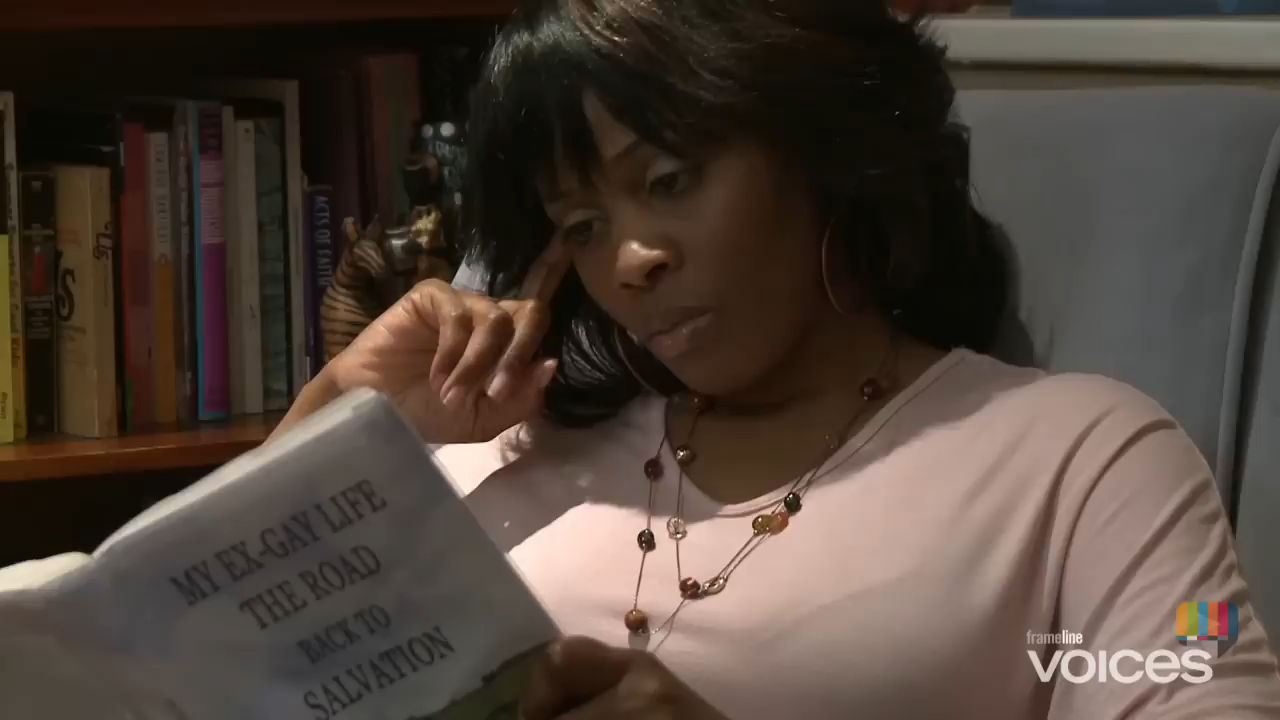 ACTS OF FAITH
MY EX-GAY LIFE
THE ROAD
BACK TO
SALVATION
frameline
VOICES